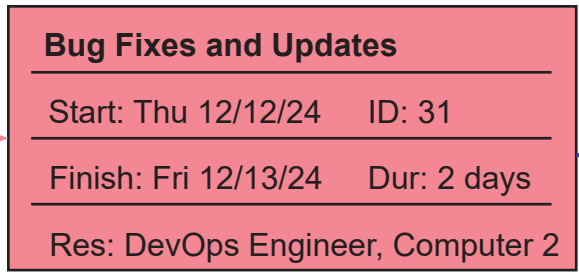 Bug Fixes and Updates
Start: Thu 12/12/24 ID: 31
Finish: Fri 12/13/24 Dur: 2 days
Res: DevOps Engineer, Computer 2